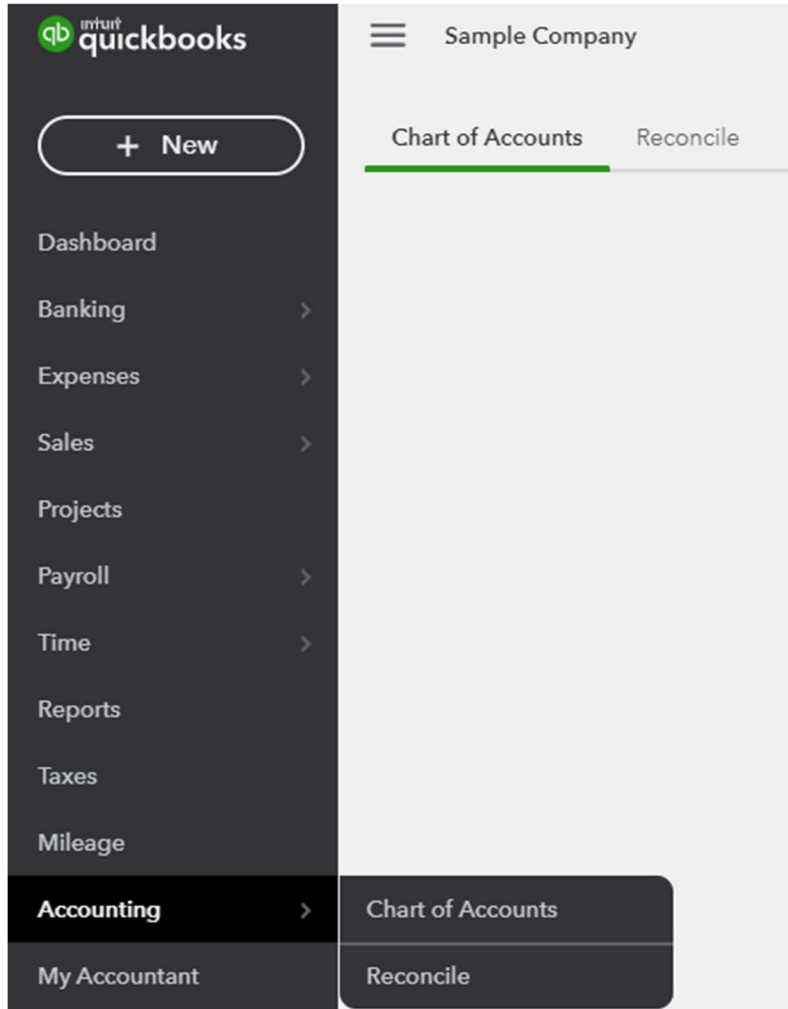 intuit
quickbooks
Sample Company
+ New
Chart of Accounts
Reconcile
Dashboard
Banking
Expenses
Sales
Projects
Payroll
Time
Reports
Taxes
Mileage
Accounting
Chart of Accounts
My Accountant
Reconcile